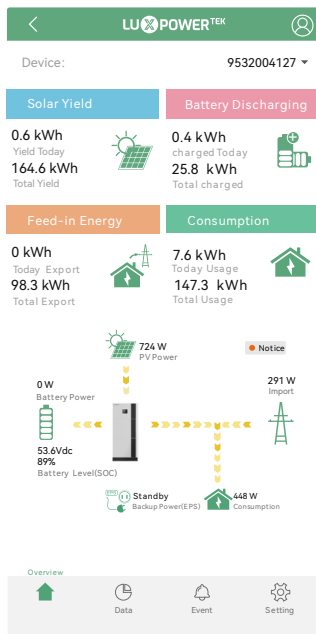 LUXPOWERTEK
Device: 9532004127
Solar Yield
0.6 kWh
Yield Today
164.6 kWh
Total Yield
Battery Discharging
0.4 kWh
charged Today
25.8 kWh
Total charged
Feed-in Energy
0 kWh
Today Export
98.3 kWh
Total Export
Consumption
7.6 kWh
Today Usage
147.3 kWh
Total Usage
724 W
PV Power
Notice
0 W
Battery Power
291 W
Import
53.6Vdc
89%
Battery Level(SOC)
EPS
Standby
Backup Power(EPS)
448 W
Consumption
Overview
Data
Event
Setting